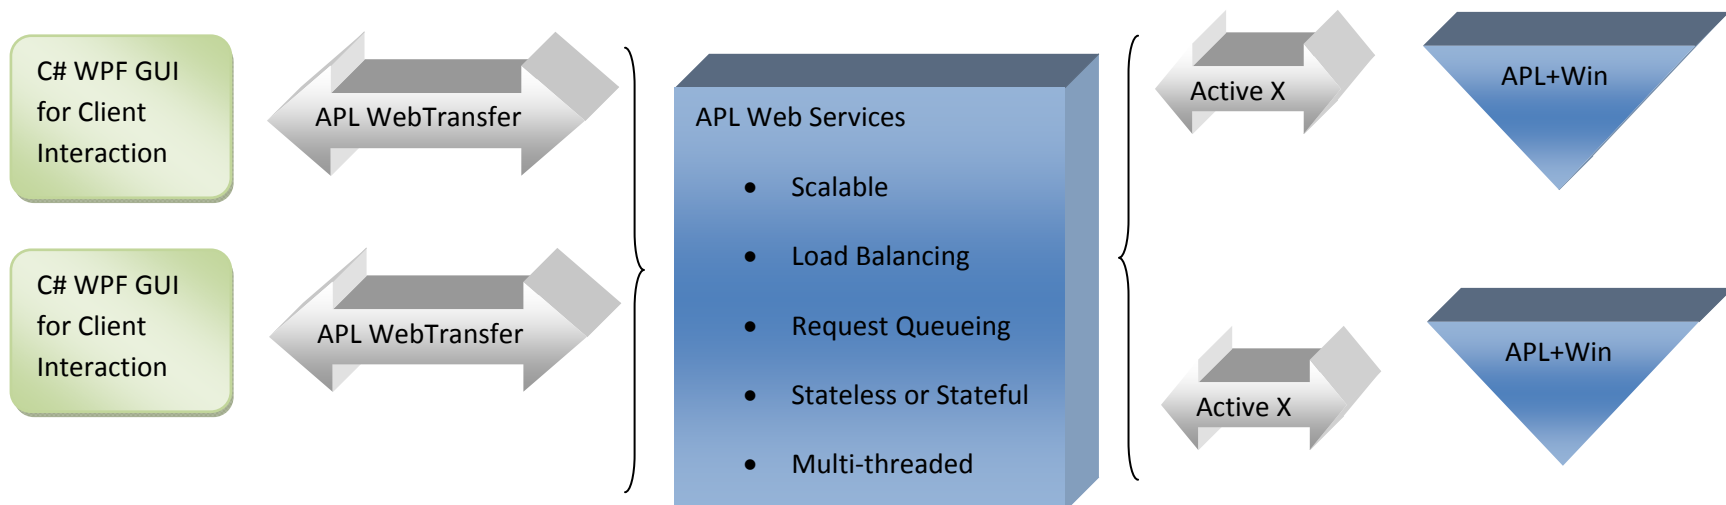 C# WPF GUI
for Client
Interaction
APL WebTransfer
C# WPF GUI
for Client
Interaction
APL WebTransfer
APL Web Services
• Scalable
• Load Balancing
• Request Queueing
• Stateless or Stateful
• Multi-threaded
Active X
APL+Win
Active X
APL+Win